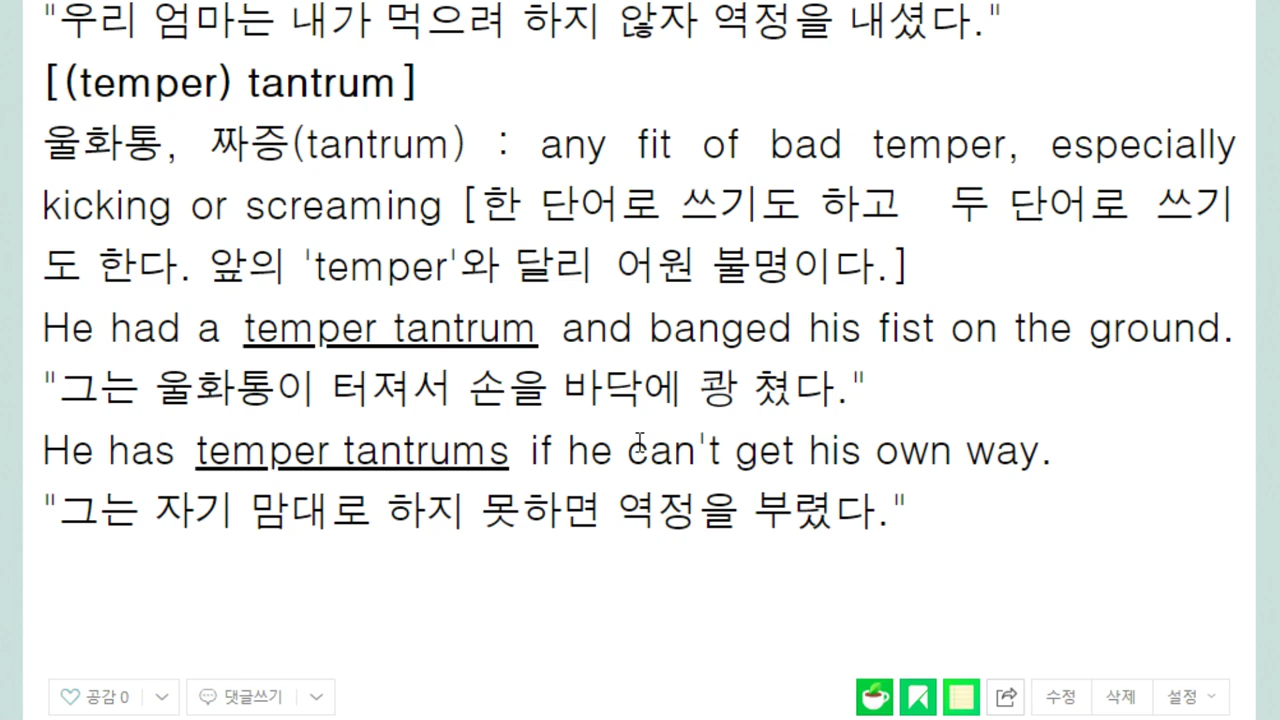 "우리 엄마는 내가 먹으려 하지 않자 역정을 내셨다."
[(temper) tantrum]
울화통, 짜증(tantrum) : any fit of bad temper, especially
kicking or screaming [한 단어로 쓰기도 하고 두 단어로 쓰기
도 한다. 앞의 'temper'와 달리 어원 불명이다.]
He had a temper tantrum and banged his fist on the ground.
"그는 울화통이 터져서 손을 바닥에 쾅 쳤다."
He has temper tantrums if he can't get his own way.
"그는 자기 맘대로 하지 못하면 역정을 부렸다."
공감 0 댓글쓰기 수정 삭제 설정